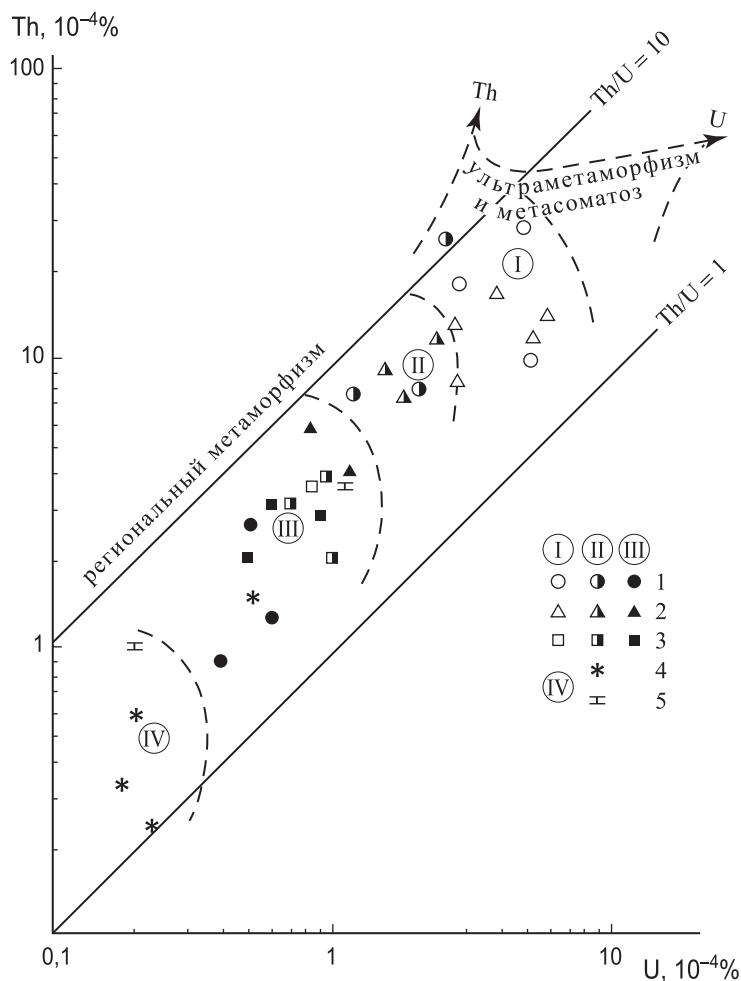 Th, 10⁻⁴%
100
10
1
0,1
1
10
U, 10⁻⁴%
Th/U = 10
Th/U = 1
Th
U
ультраметаморфизм
и метасоматоз
региональный метаморфизм
I
II
III
IV
I II III
1
2
3
4
IV 5